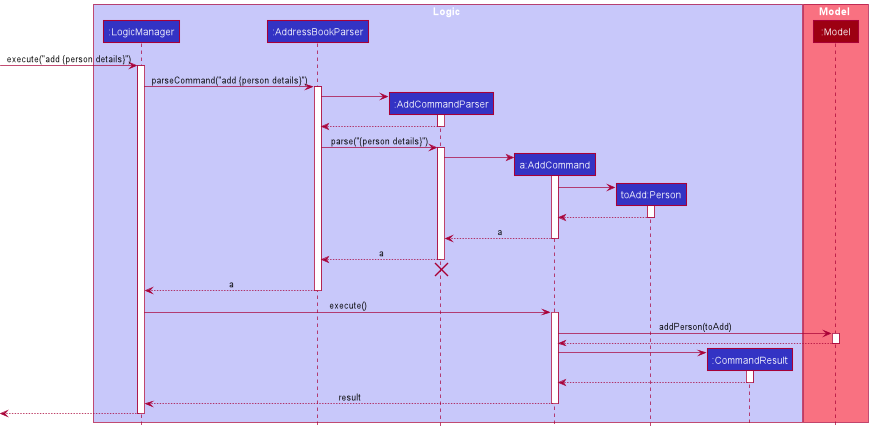 Logic
Model
:LogicManager
:AddressBookParser
:Model
execute("add (person details)")
parseCommand("add (person details)")
:AddCommandParser
parse("(person details)")
a:AddCommand
toAdd:Person
a
a
a
execute()
addPerson(toAdd)
:CommandResult
result